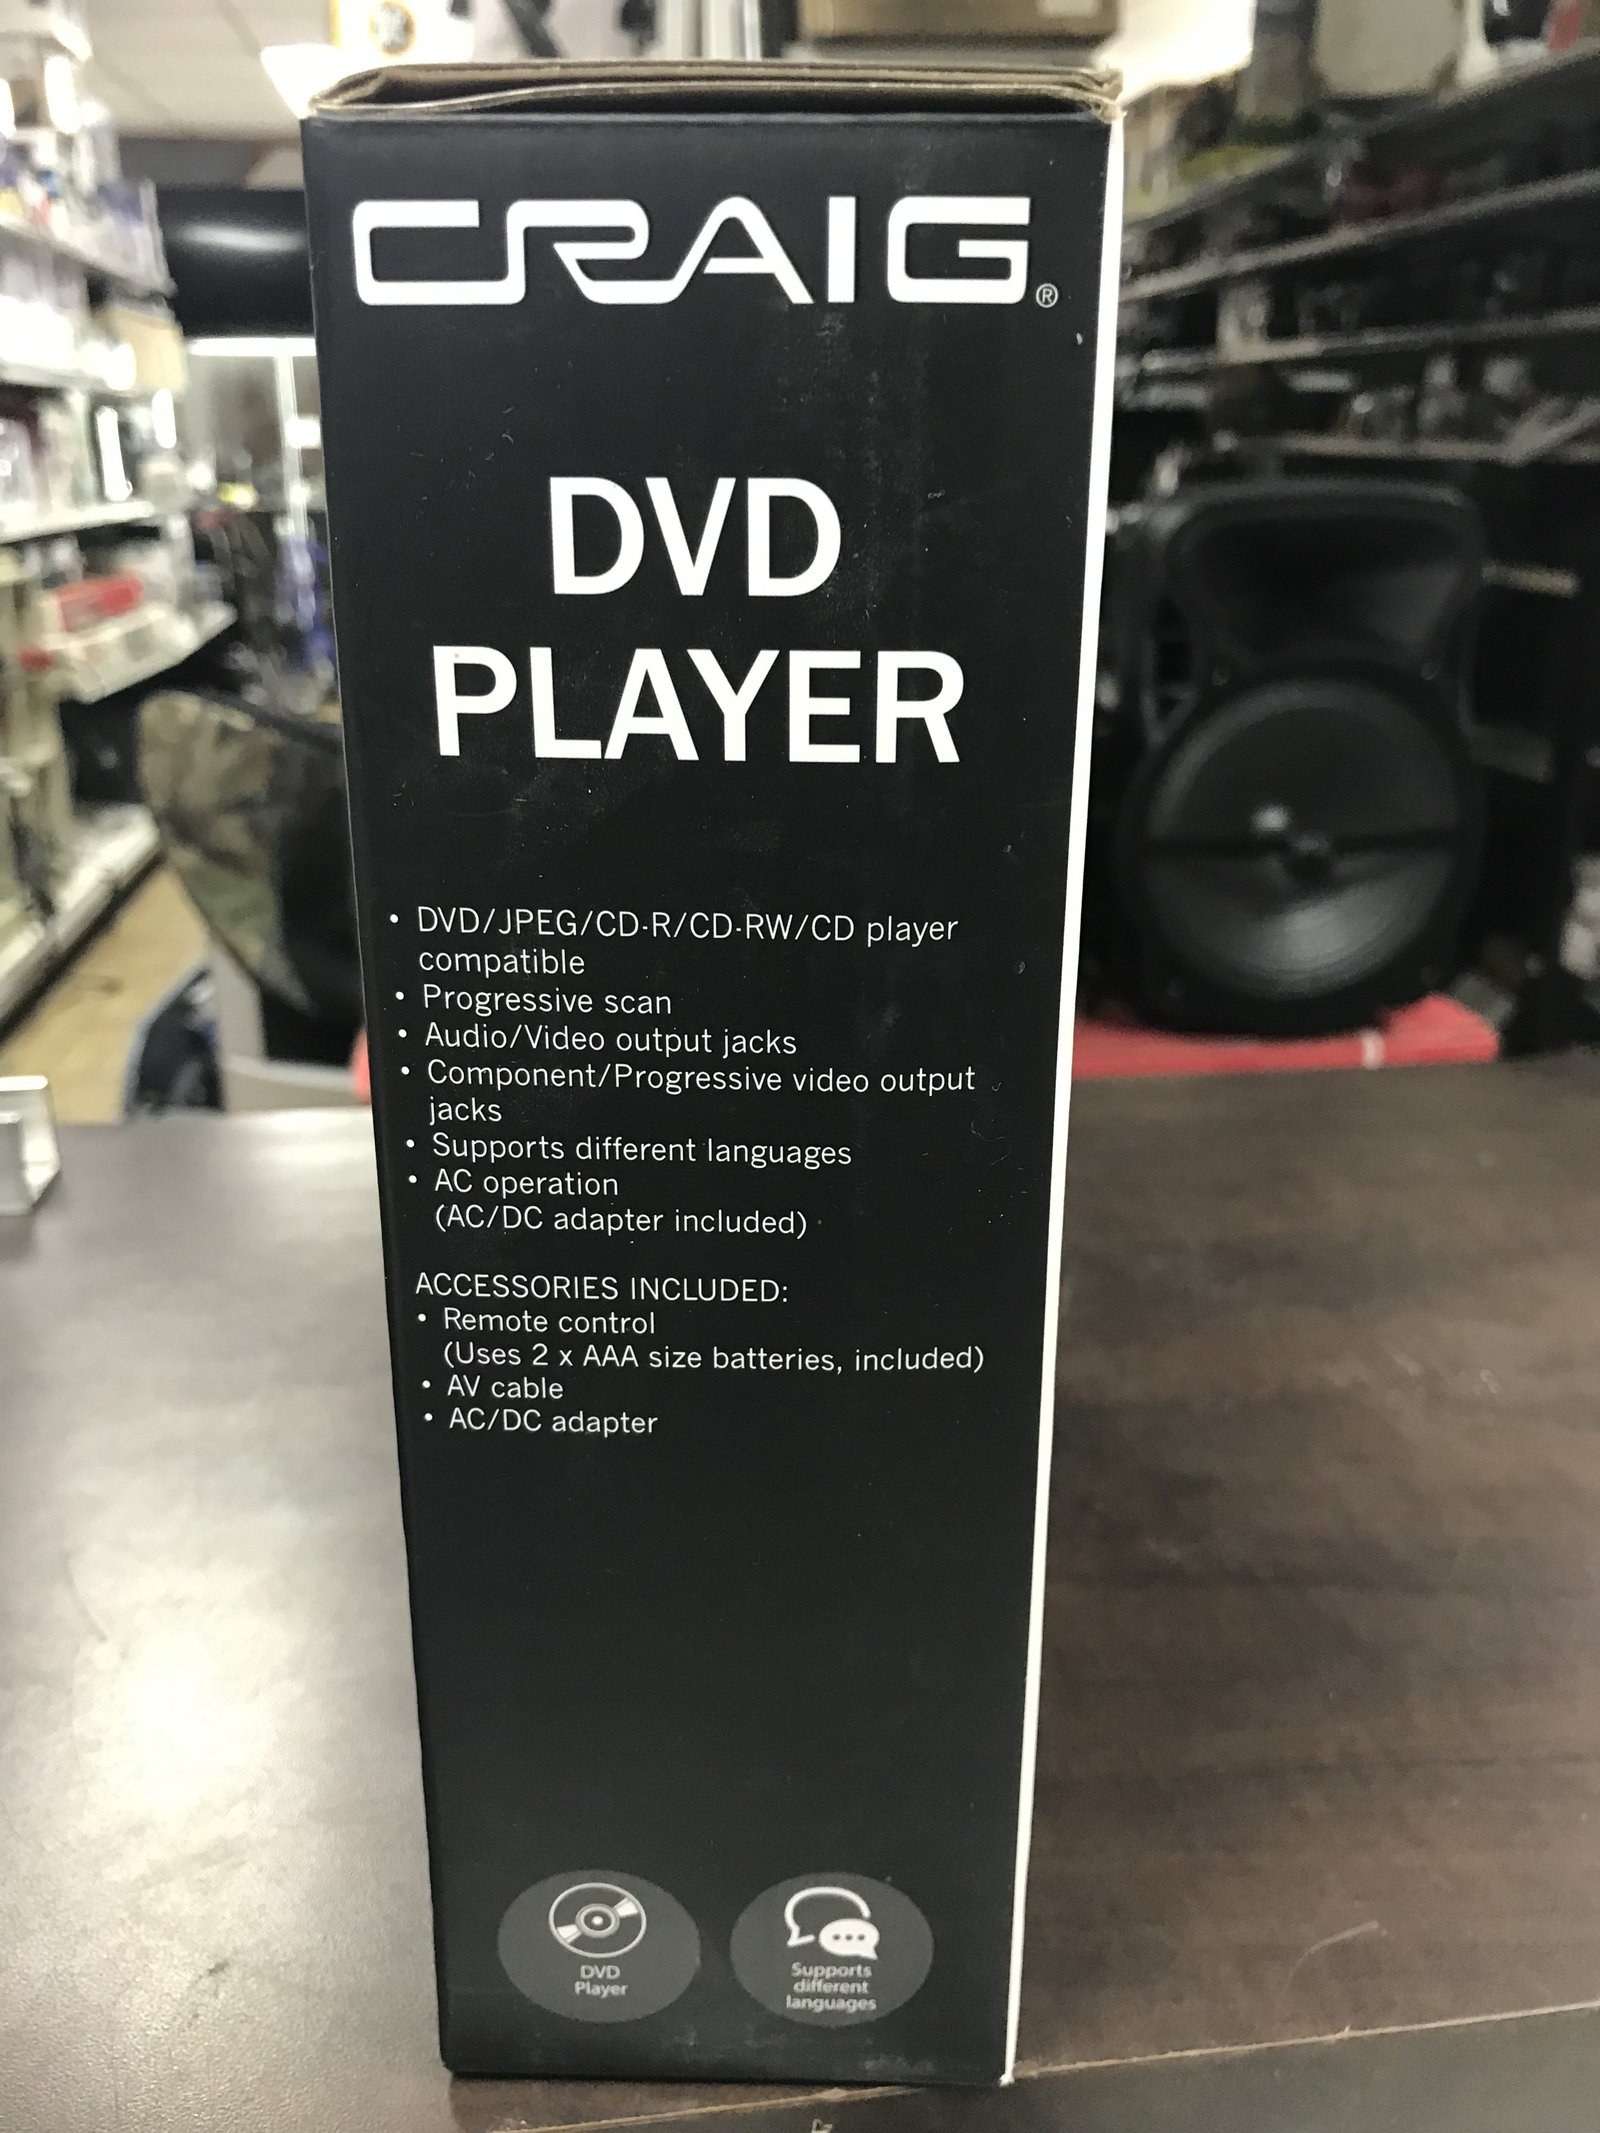 CRAIG®
DVD
PLAYER
• DVD/JPEG/CD-R/CD-RW/CD player
compatible
• Progressive scan
• Audio/Video output jacks
• Component/Progressive video output
jacks
• Supports different languages
• AC operation
(AC/DC adapter included)
ACCESSORIES INCLUDED:
• Remote control
(Uses 2 x AAA size batteries, included)
• AV cable
• AC/DC adapter
DVD
Player
Supports
different
languages